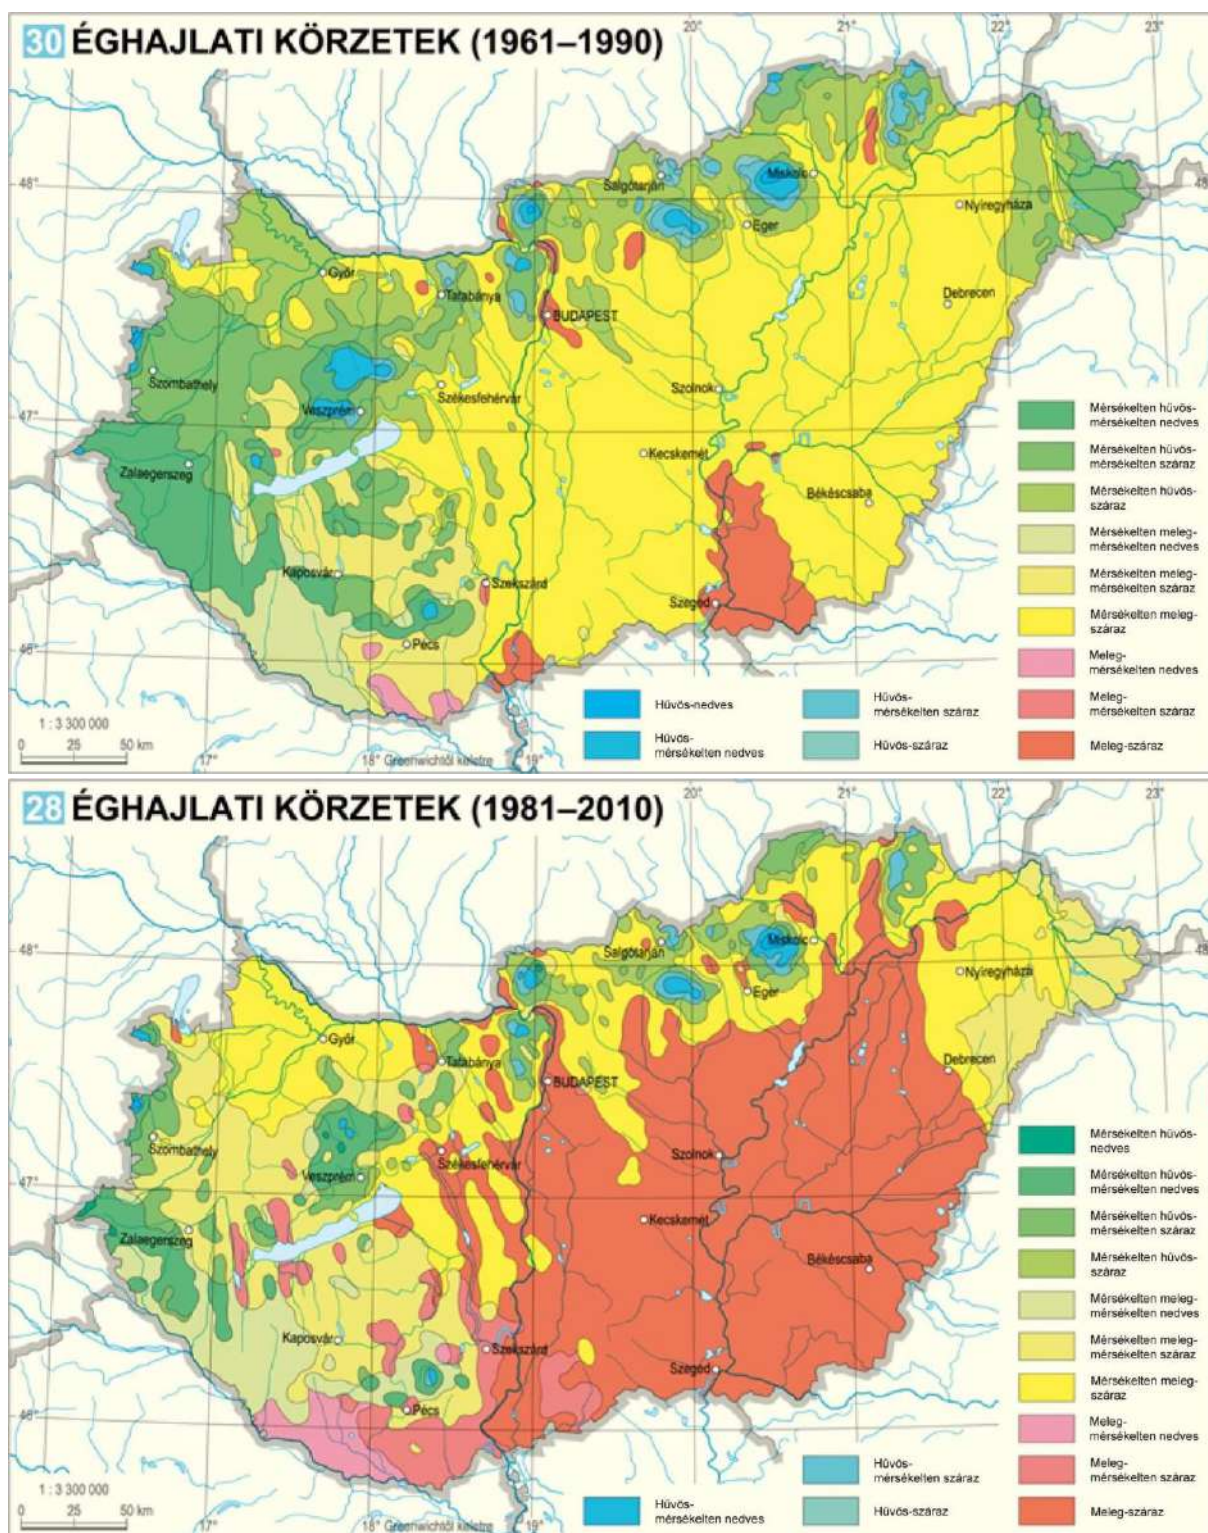 30 ÉGHAJLATI KÖRZETEK (1961–1990)
20°
21°
22°
23°
48°
48°
Salgótarján
Miskolc
Eger
Nyíregyháza
Győr
Tatabánya
BUDAPEST
Debrecen
Szombathely
Veszprém
Székesfehérvár
Szolnok
47°
Zalaegerszeg
Kecskemét
Békéscsaba
Kaposvár
Szekszárd
Szeged
46°
Pécs
Mérsékelten hűvös-
mérsékelten nedves
Mérsékelten hűvös-
mérsékelten száraz
Mérsékelten hűvös-
száraz
Mérsékelten meleg-
mérsékelten nedves
Mérsékelten meleg-
mérsékelten száraz
Mérsékelten meleg-
száraz
Meleg-
mérsékelten nedves
Meleg-
mérsékelten száraz
Meleg-száraz
Hűvös-nedves
Hűvös-
mérsékelten nedves
Hűvös-
mérsékelten száraz
Hűvös-száraz
1 : 3 300 000
0 25 50 km
17°
18° Greenwichtől keletre
19°
28 ÉGHAJLATI KÖRZETEK (1981–2010)
20°
21°
22°
23°
48°
48°
Salgótarján
Miskolc
Eger
Nyíregyháza
Győr
Tatabánya
BUDAPEST
Debrecen
Szombathely
Veszprém
Székesfehérvár
Szolnok
47°
Zalaegerszeg
Kecskemét
Békéscsaba
Kaposvár
Szekszárd
Szeged
46°
Pécs
Mérsékelten hűvös-
nedves
Mérsékelten hűvös-
mérsékelten nedves
Mérsékelten hűvös-
mérsékelten száraz
Mérsékelten hűvös-
száraz
Mérsékelten meleg-
mérsékelten nedves
Mérsékelten meleg-
mérsékelten száraz
Mérsékelten meleg-
száraz
Meleg-
mérsékelten nedves
Meleg-
mérsékelten száraz
Meleg-száraz
Hűvös-
mérsékelten száraz
Hűvös-
mérsékelten nedves
Hűvös-száraz
1 : 3 300 000
0 25 50 km
17°
18° Greenwichtől keletre
19°